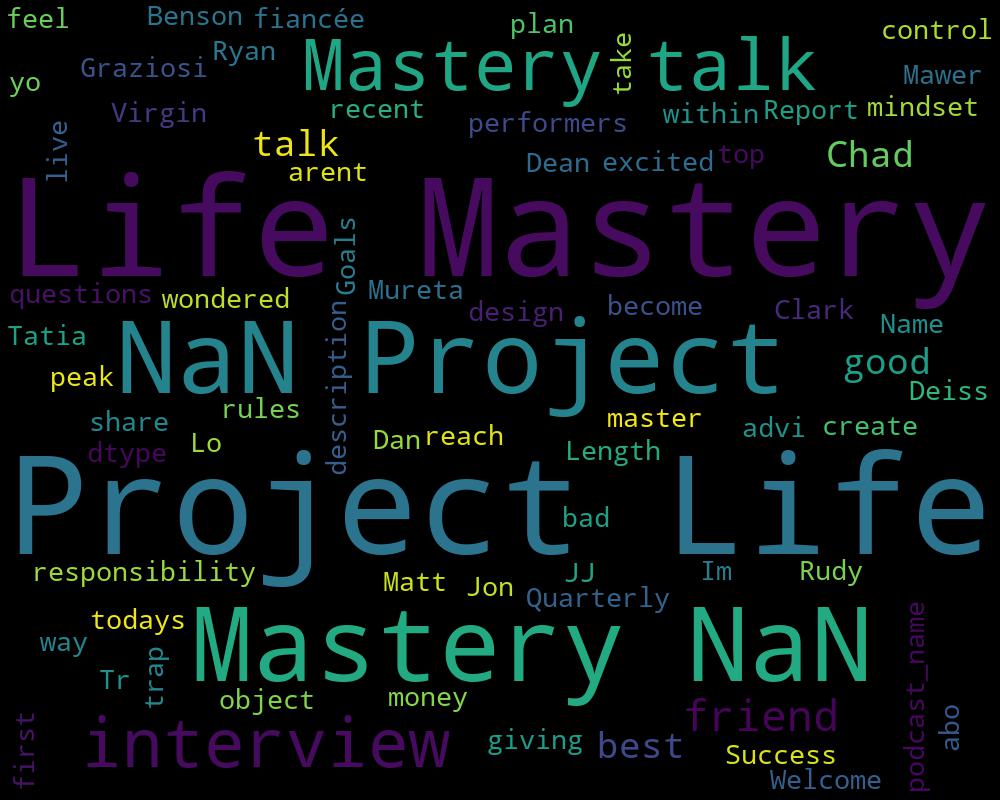 feel
Benson
fiancée
plan
control
Ryan
Graziosi
Mastery talk
take
Mawer
yo
Virgin
recent
performers
within
Report
mindset
live
talk
arent
Dean
excited
top
Chad
Life Mastery
Goals
questions
wondered
Mureta
design
become
Clark
Name
Tatia
NaN Project
description
good
peak
Deiss
share
rules
master
dtype
Lo
Dan
reach
Length
advi
create
Project Life
bad
responsibility
Matt
Jon
JJ
Quarterly
Im
Rudy
todays
way
Mastery NaN
podcast_name
Tr
trap
object
money
friend
abo
first
interview
giving
best
Success
Welcome